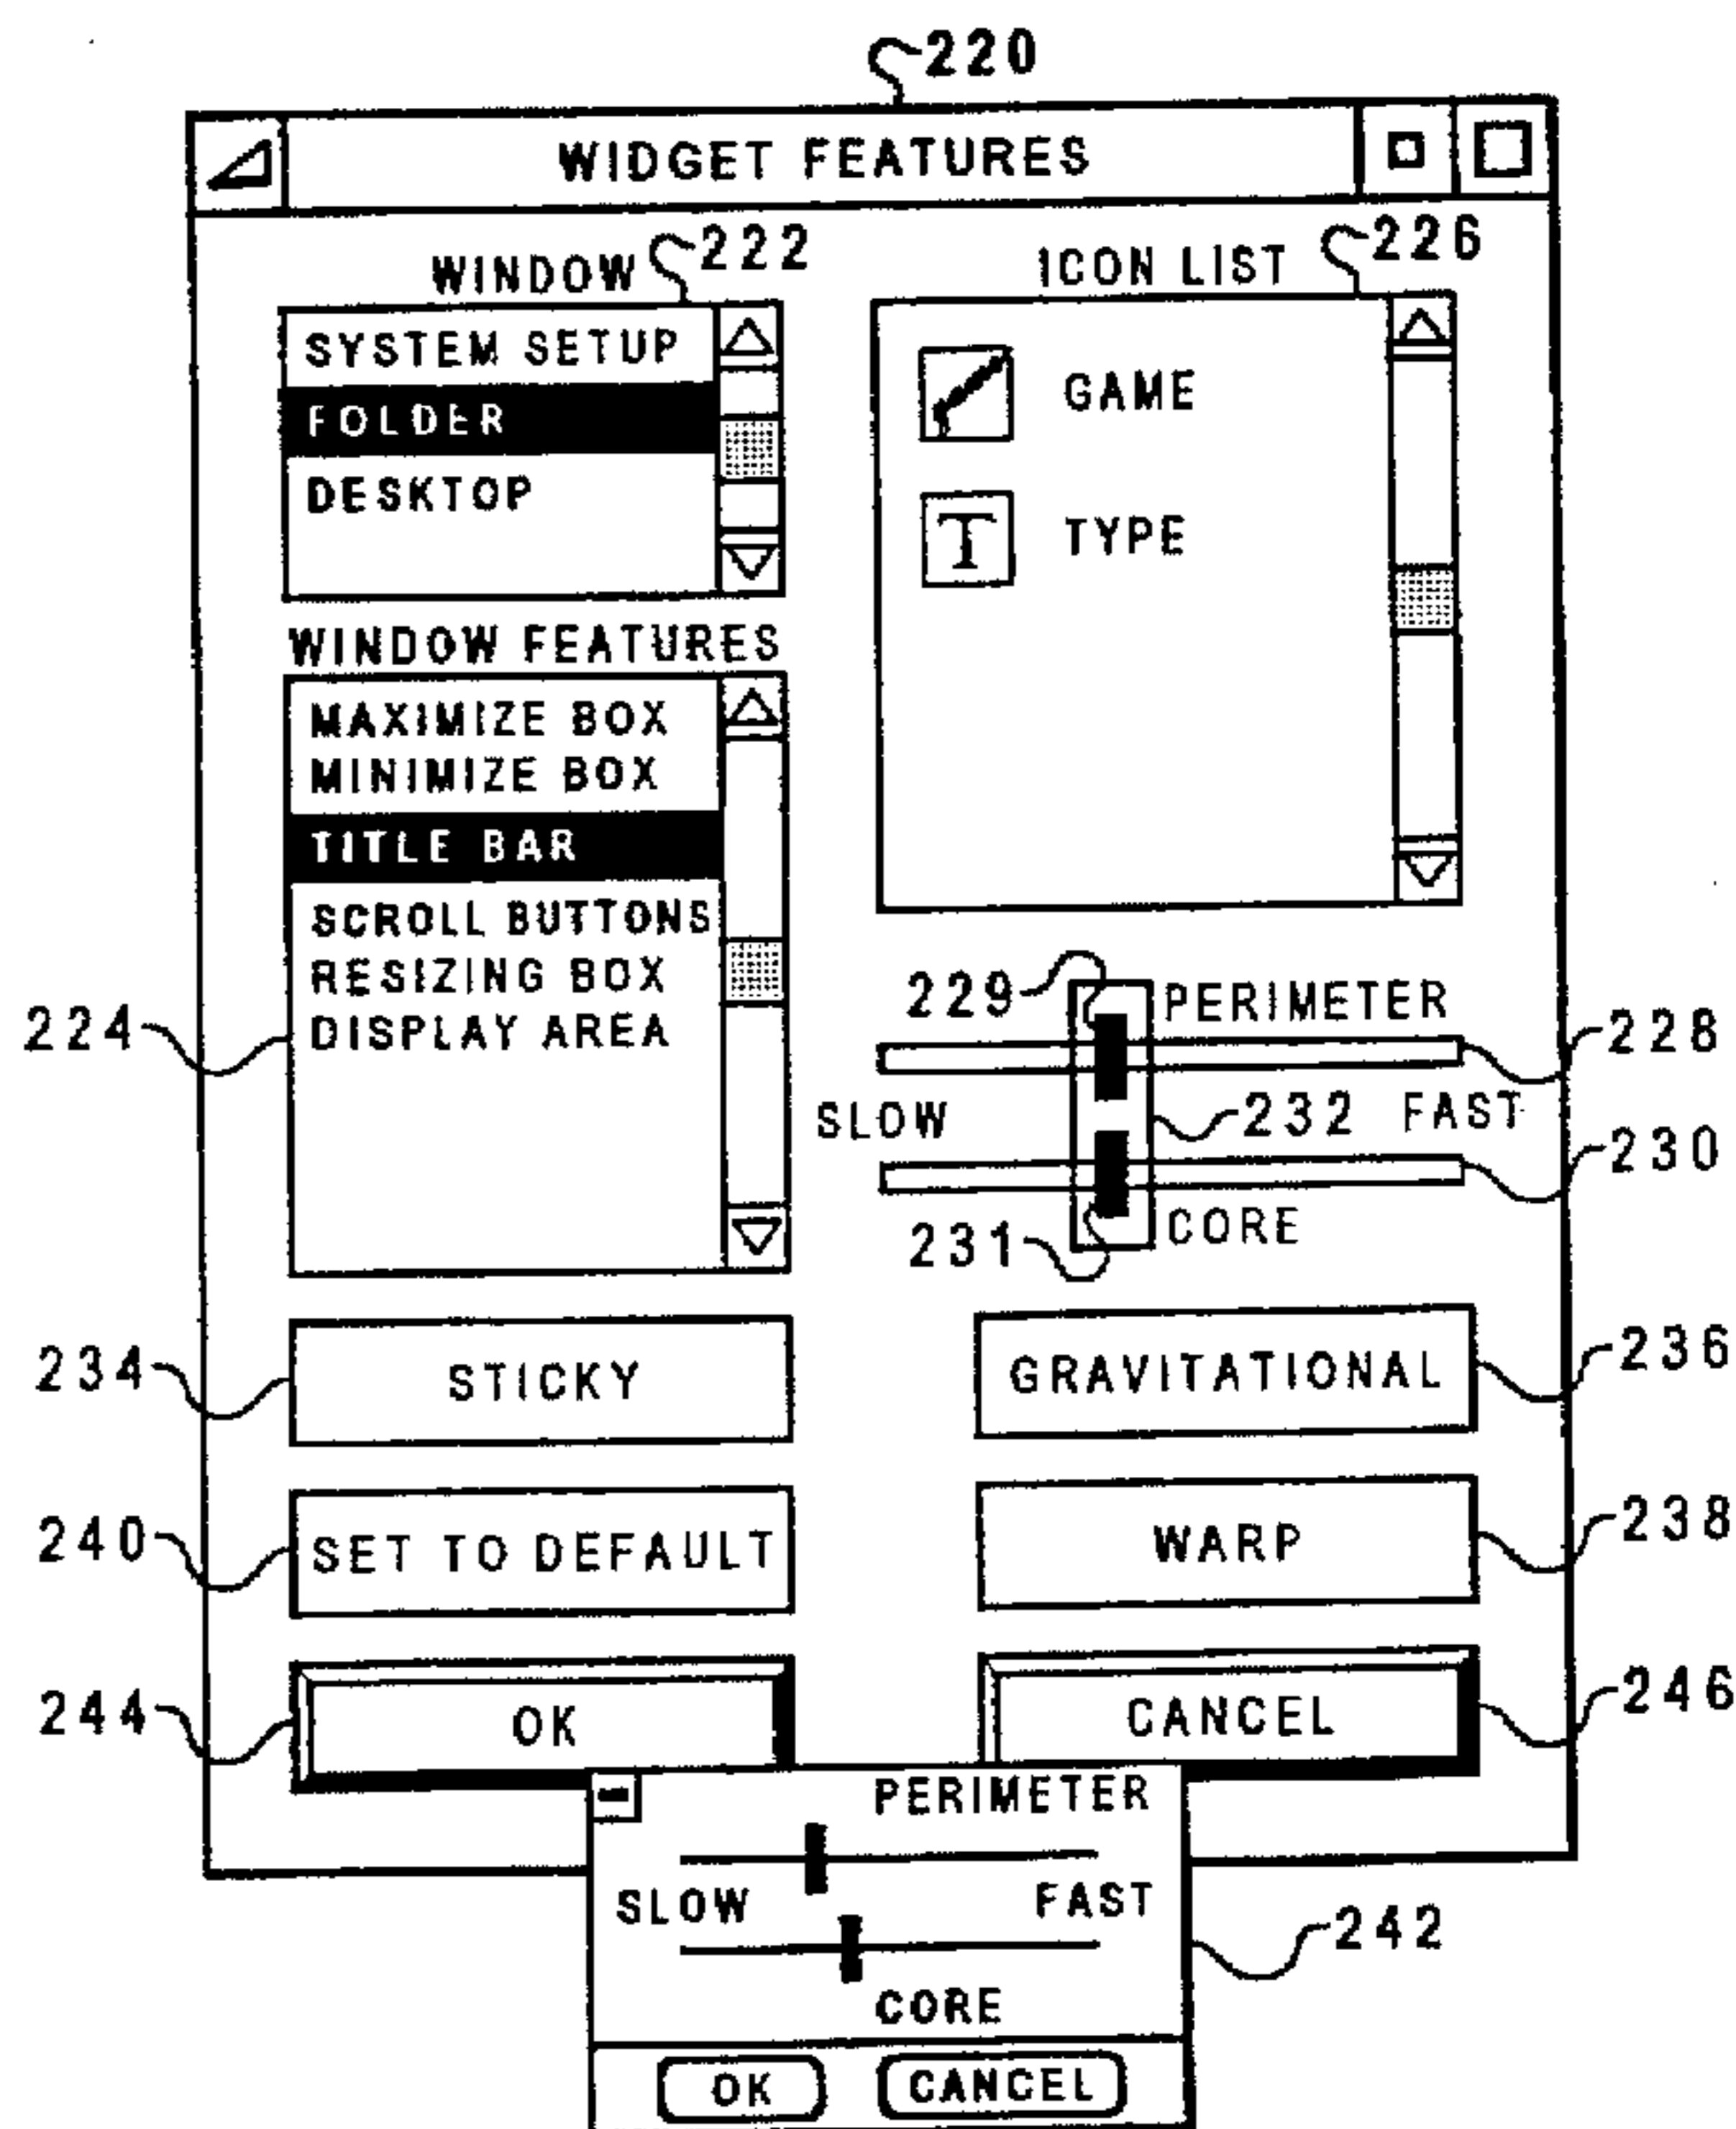 220
WIDGET FEATURES
WINDOW
222
SYSTEM SETUP
FOLDER
DESKTOP
ICON LIST
226
GAME
T TYPE
WINDOW FEATURES
MAXIMIZE BOX
MINIMIZE BOX
TITLE BAR
SCROLL BUTTONS
RESIZING BOX
DISPLAY AREA
224
229 PERIMETER
228
SLOW 232 FAST
230
231 CORE
234 STICKY
GRAVITATIONAL 236
240 SET TO DEFAULT
WARP 238
244 OK
CANCEL 246
PERIMETER
SLOW FAST
242
CORE
OK CANCEL